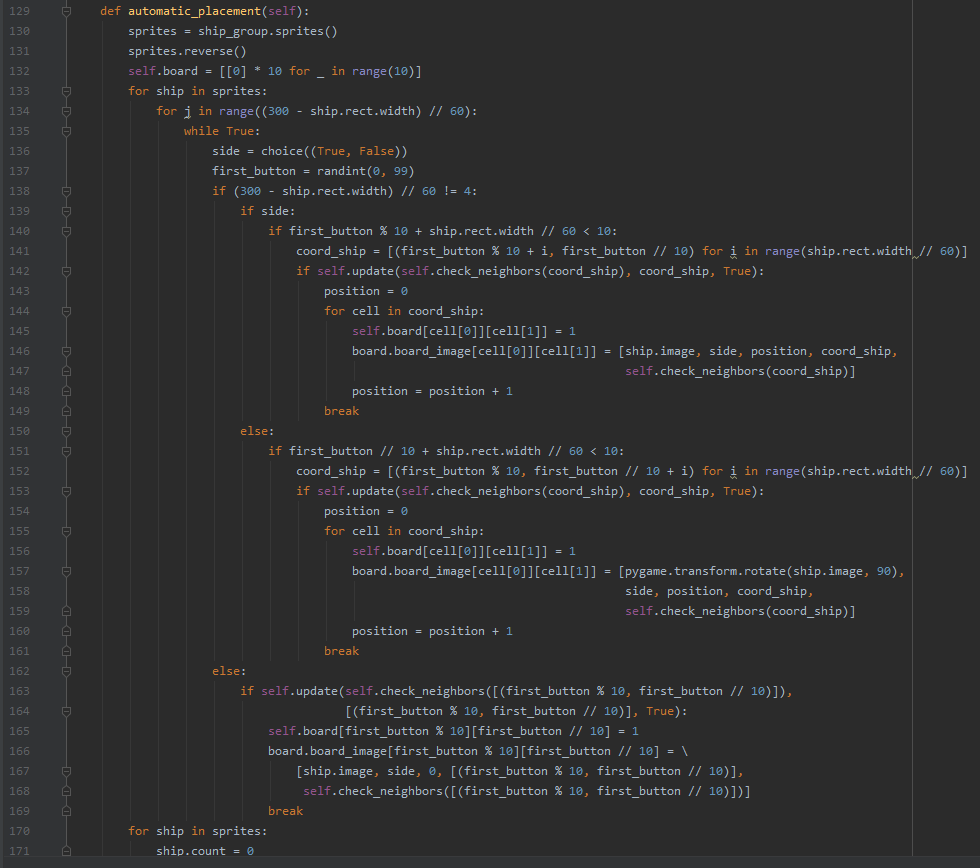 129 def automatic_placement(self):
130 sprites = ship_group.sprites()
131 sprites.reverse()
132 self.board = [[0] * 10 for _ in range(10)]
133 for ship in sprites:
134 for j in range((300 - ship.rect.width) // 60):
135 while True:
136 side = choice((True, False))
137 first_button = randint(0, 99)
138 if (300 - ship.rect.width) // 60 != 4:
139 if side:
140 if first_button % 10 + ship.rect.width // 60 < 10:
141 coord_ship = [(first_button % 10 + i, first_button // 10) for i in range(ship.rect.width // 60)]
142 if self.update(self.check_neighbors(coord_ship), coord_ship, True):
143 position = 0
144 for cell in coord_ship:
145 self.board[cell[0]][cell[1]] = 1
146 board.board_image[cell[0]][cell[1]] = [ship.image, side, position, coord_ship,
147 self.check_neighbors(coord_ship)]
148 position = position + 1
149 break
150 else:
151 if first_button // 10 + ship.rect.width // 60 < 10:
152 coord_ship = [(first_button % 10, first_button // 10 + i) for i in range(ship.rect.width // 60)]
153 if self.update(self.check_neighbors(coord_ship), coord_ship, True):
154 position = 0
155 for cell in coord_ship:
156 self.board[cell[0]][cell[1]] = 1
157 board.board_image[cell[0]][cell[1]] = [pygame.transform.rotate(ship.image, 90),
158 side, position, coord_ship,
159 self.check_neighbors(coord_ship)]
160 position = position + 1
161 break
162 else:
163 if self.update(self.check_neighbors([(first_button % 10, first_button // 10)]),
164 [(first_button % 10, first_button // 10)], True):
165 self.board[first_button % 10][first_button // 10] = 1
166 board.board_image[first_button % 10][first_button // 10] = \
167 [ship.image, side, 0, [(first_button % 10, first_button // 10)],
168 self.check_neighbors([(first_button % 10, first_button // 10)])]
169 break
170 for ship in sprites:
171 ship.count = 0